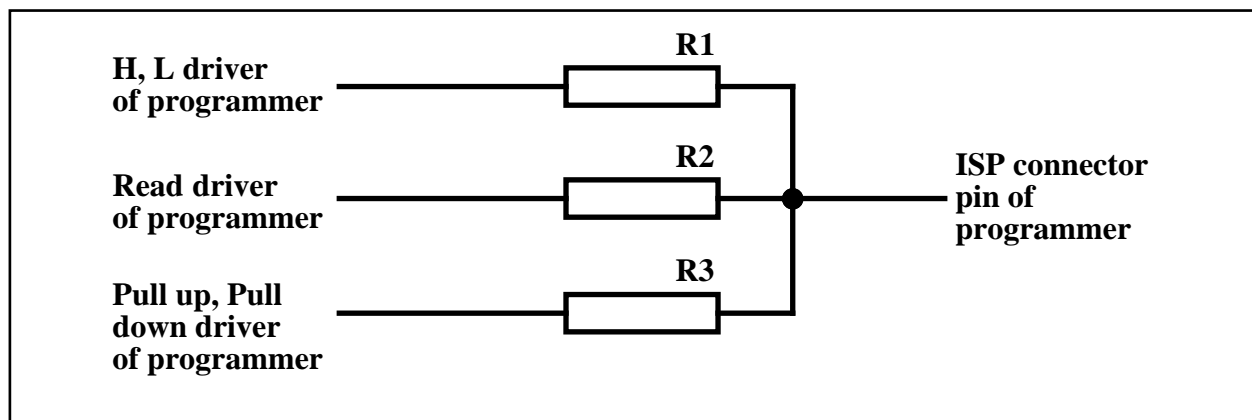 R1
H, L driver
of programmer
R2
Read driver
of programmer
ISP connector
pin of
programmer
R3
Pull up, Pull
down driver
of programmer